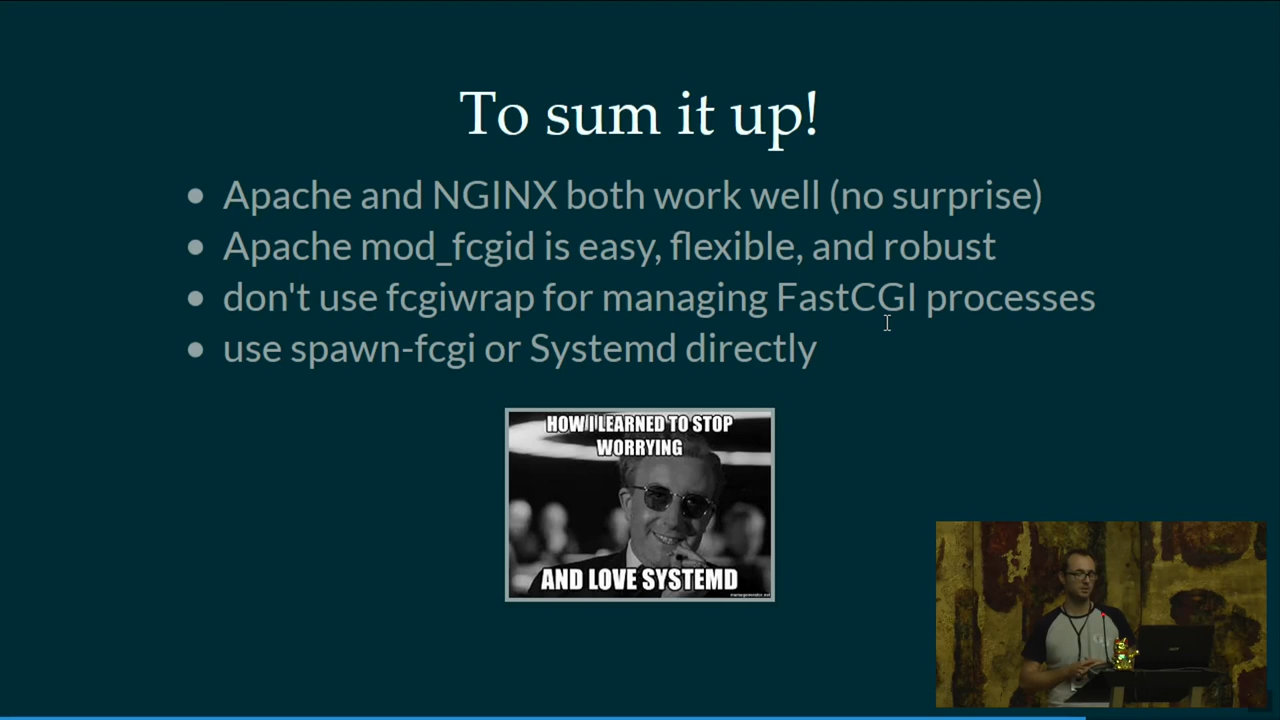 To sum it up!
Apache and NGINX both work well (no surprise)
Apache mod_fcgid is easy, flexible, and robust
don't use fcgiwrap for managing FastCGI processes
use spawn-fcgi or Systemd directly
HOW I LEARNED TO STOP
WORRYING
AND LOVE SYSTEMD